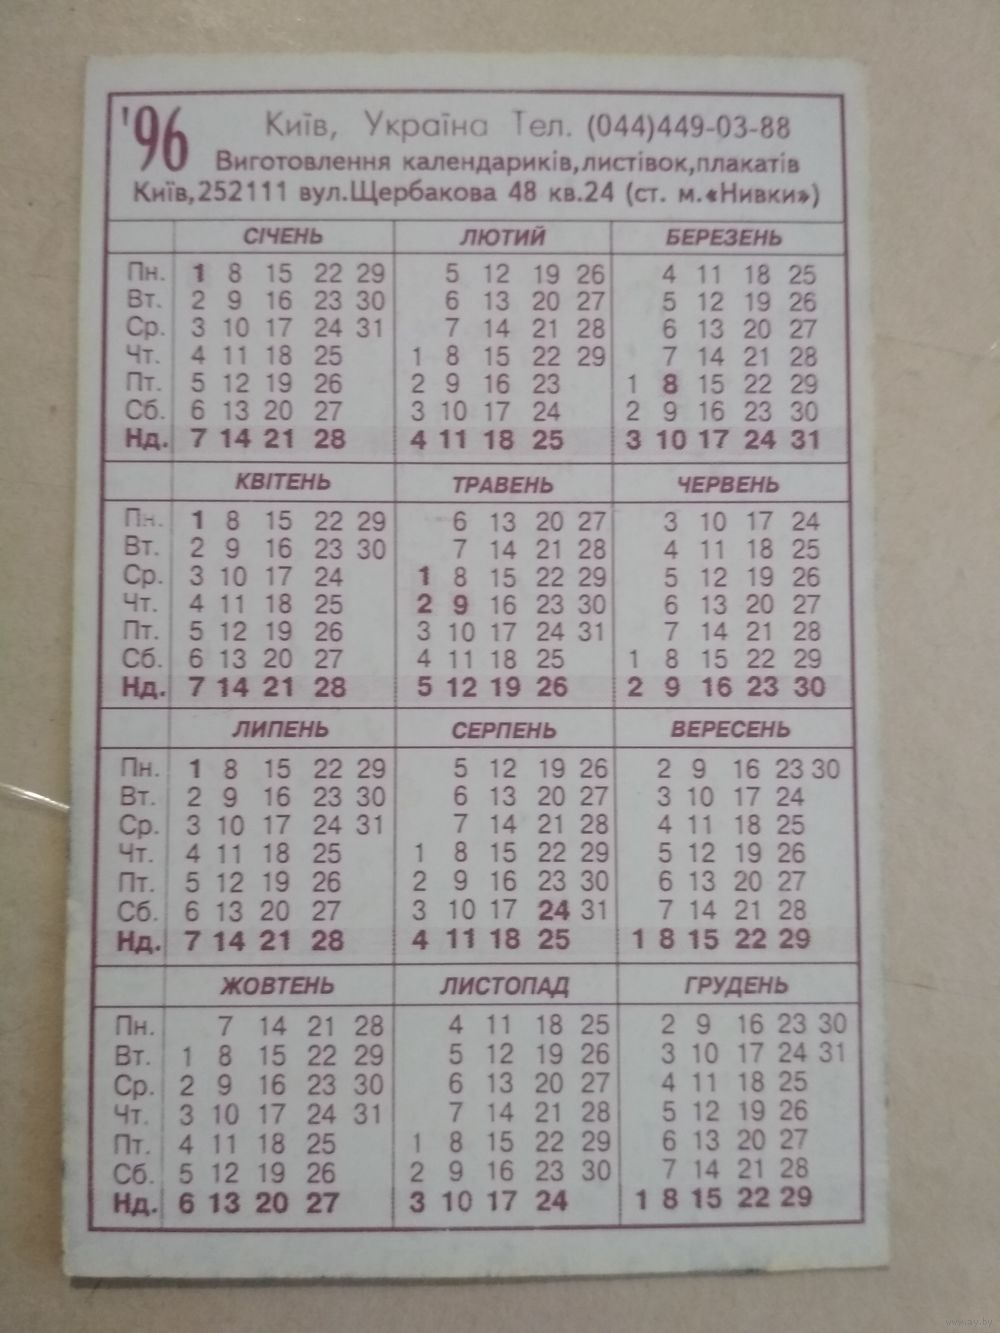 '96
Київ, Україна Тел. (044)449-03-88
Виготовлення календариків,листівок,плакатів
Київ,252111 вул.Щербакова 48 кв.24 (ст. м.«Нивки»)
СІЧЕНЬ ЛЮТИЙ БЕРЕЗЕНЬ
Пн. 1 8 15 22 29 5 12 19 26 4 11 18 25
Вт. 2 9 16 23 30 6 13 20 27 5 12 19 26
Ср. 3 10 17 24 31 7 14 21 28 6 13 20 27
Чт. 4 11 18 25 1 8 15 22 29 7 14 21 28
Пт. 5 12 19 26 2 9 16 23 1 8 15 22 29
Сб. 6 13 20 27 3 10 17 24 2 9 16 23 30
Нд. 7 14 21 28 4 11 18 25 3 10 17 24 31
КВІТЕНЬ ТРАВЕНЬ ЧЕРВЕНЬ
Пн. 1 8 15 22 29 6 13 20 27 3 10 17 24
Вт. 2 9 16 23 30 7 14 21 28 4 11 18 25
Ср. 3 10 17 24 1 8 15 22 29 5 12 19 26
Чт. 4 11 18 25 2 9 16 23 30 6 13 20 27
Пт. 5 12 19 26 3 10 17 24 31 7 14 21 28
Сб. 6 13 20 27 4 11 18 25 1 8 15 22 29
Нд. 7 14 21 28 5 12 19 26 2 9 16 23 30
ЛИПЕНЬ СЕРПЕНЬ ВЕРЕСЕНЬ
Пн. 1 8 15 22 29 5 12 19 26 2 9 16 23 30
Вт. 2 9 16 23 30 6 13 20 27 3 10 17 24
Ср. 3 10 17 24 31 7 14 21 28 4 11 18 25
Чт. 4 11 18 25 1 8 15 22 29 5 12 19 26
Пт. 5 12 19 26 2 9 16 23 30 6 13 20 27
Сб. 6 13 20 27 3 10 17 24 31 7 14 21 28
Нд. 7 14 21 28 4 11 18 25 1 8 15 22 29
ЖОВТЕНЬ ЛИСТОПАД ГРУДЕНЬ
Пн. 7 14 21 28 4 11 18 25 2 9 16 23 30
Вт. 1 8 15 22 29 5 12 19 26 3 10 17 24 31
Ср. 2 9 16 23 30 6 13 20 27 4 11 18 25
Чт. 3 10 17 24 31 7 14 21 28 5 12 19 26
Пт. 4 11 18 25 1 8 15 22 29 6 13 20 27
Сб. 5 12 19 26 2 9 16 23 30 7 14 21 28
Нд. 6 13 20 27 3 10 17 24 1 8 15 22 29
www.ay.by